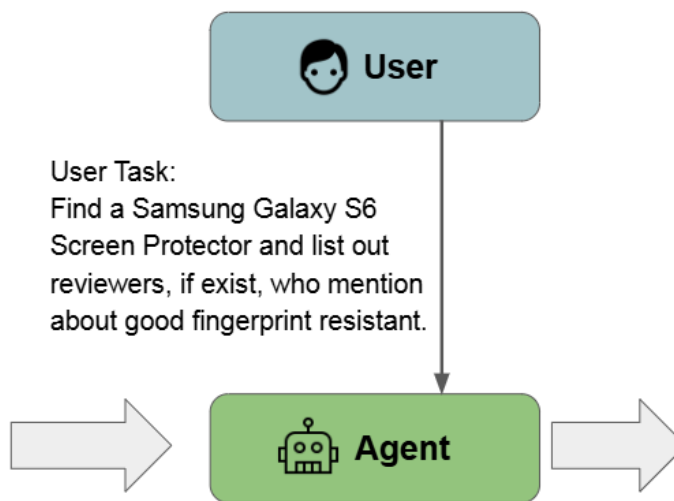 User
User Task:
Find a Samsung Galaxy S6
Screen Protector and list out
reviewers, if exist, who mention
about good fingerprint resistant.
Agent